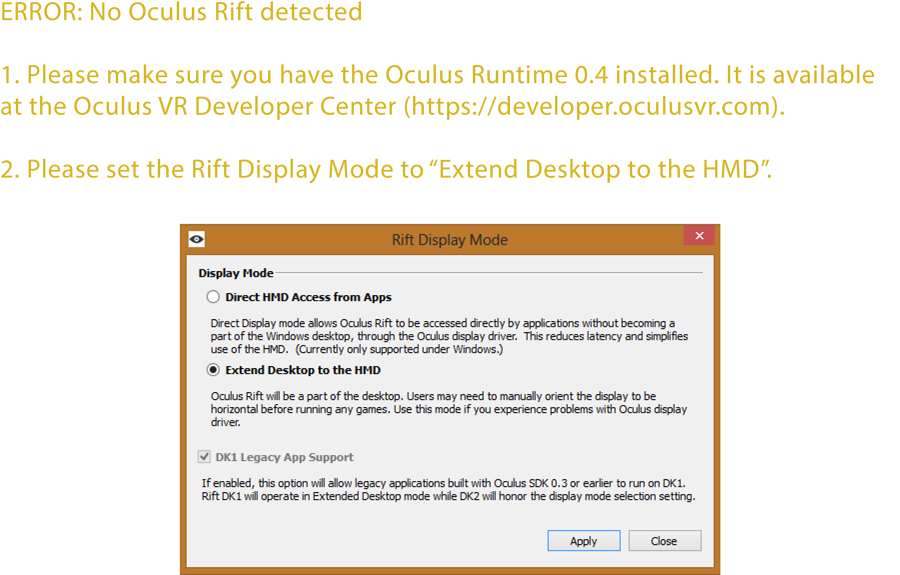 ERROR: No Oculus Rift detected
1. Please make sure you have the Oculus Runtime 0.4 installed. It is available
at the Oculus VR Developer Center (https://developer.oculusvr.com).
2. Please set the Rift Display Mode to “Extend Desktop to the HMD”.
Rift Display Mode
Display Mode
Direct HMD Access from Apps
Direct Display mode allows Oculus Rift to be accessed directly by applications without becoming a
part of the Windows desktop, through the Oculus display driver.  This reduces latency and simplifies
use of the HMD.  (Currently only supported under Windows.)
Extend Desktop to the HMD
Oculus Rift will be a part of the desktop. Users may need to manually orient the display to be
horizontal before running any games. Use this mode if you experience problems with Oculus display
driver.
DK1 Legacy App Support
If enabled, this option will allow legacy applications built with Oculus SDK 0.3 or earlier to run on DK1.
Rift DK1 will operate in Extended Desktop mode while DK2 will honor the display mode selection setting.
Apply Close